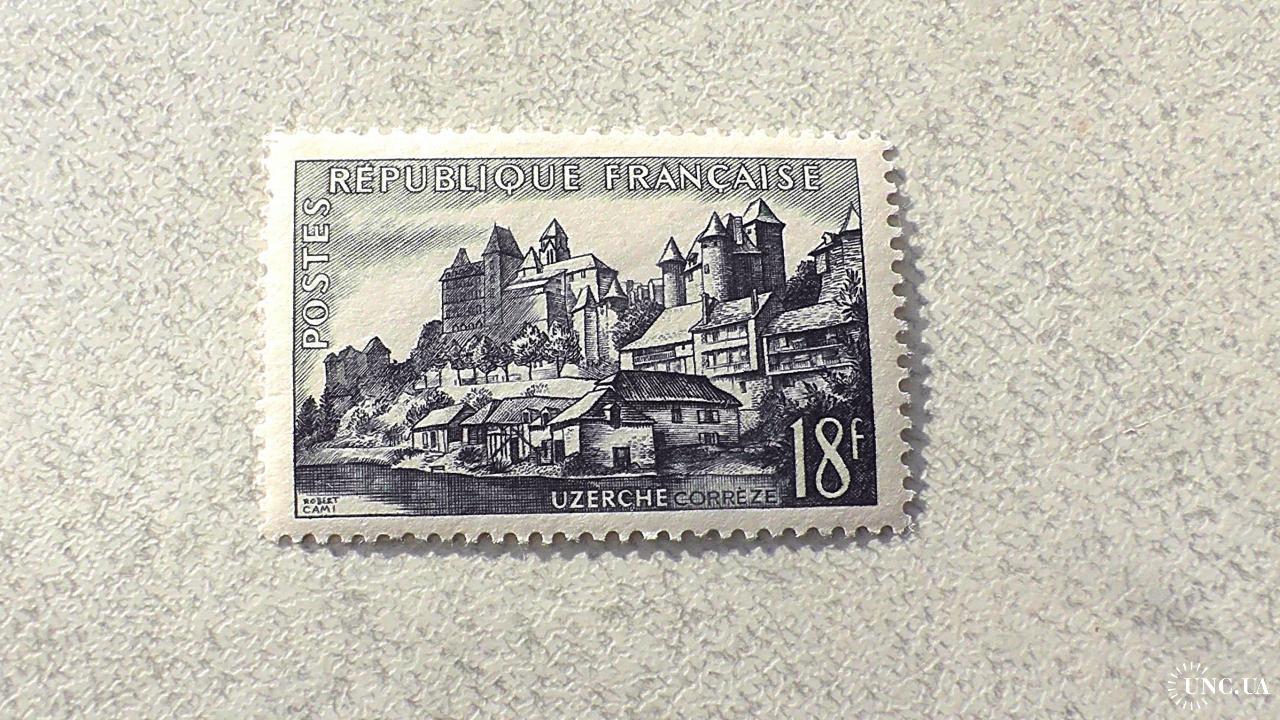 RÉPUBLIQUE FRANÇAISE
POSTES
18F
UZERCHE CORRÈZE
ROBERT
CAMI
UNC.UA